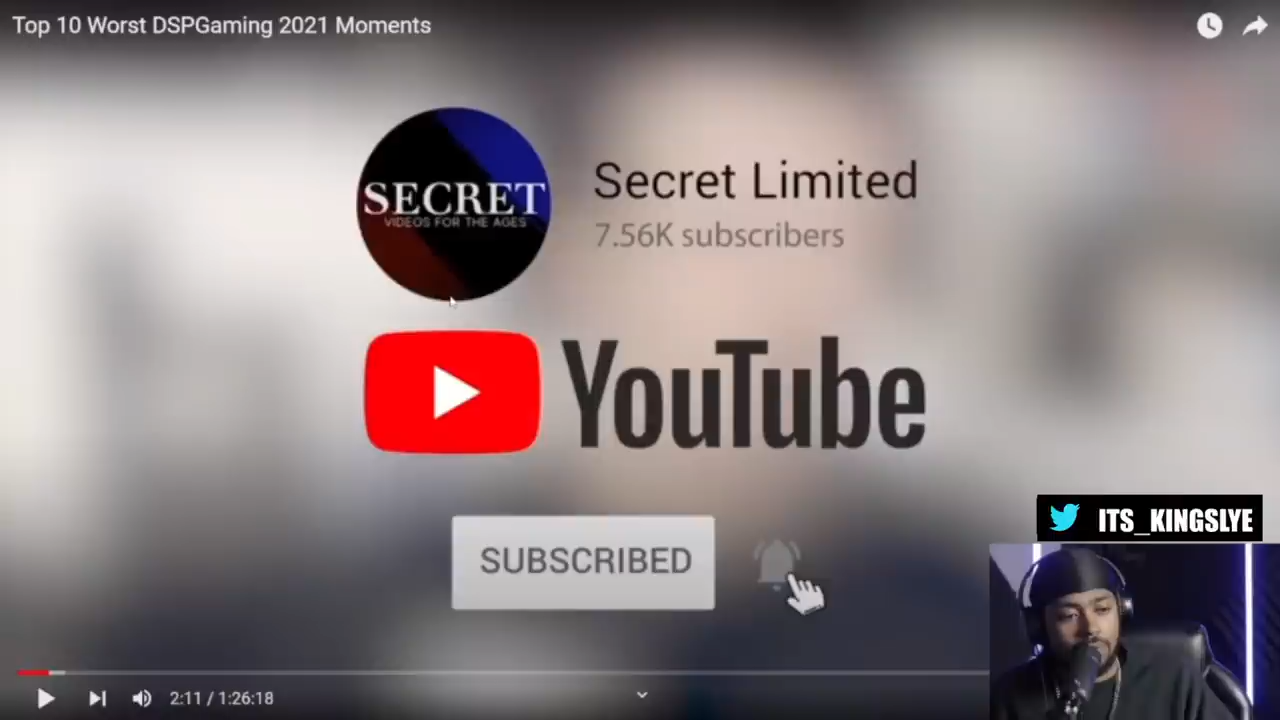 Top 10 Worst DSPGaming 2021 Moments
SECRET
VIDEOS FOR THE AGES
Secret Limited
7.56K subscribers
YouTube
SUBSCRIBED
ITS_KINGSLYE
2:11 / 1:26:18